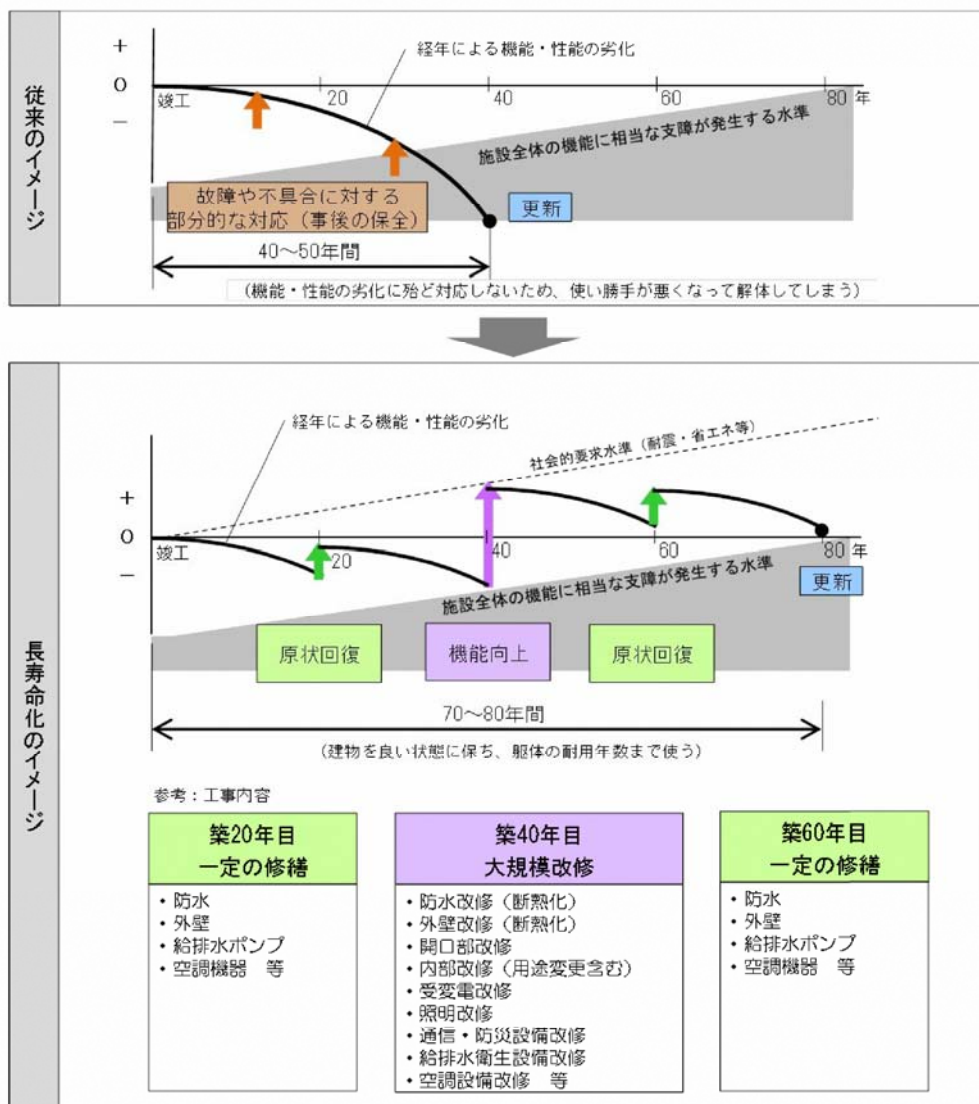 従来のイメージ
経年による機能・性能の劣化
+
0
−
竣工
20
40
60
80 年
施設全体の機能に相当な支障が発生する水準
故障や不具合に対する
部分的な対応（事後の保全）
更新
40～50年間
（機能・性能の劣化に殆ど対応しないため、使い勝手が悪くなって解体してしまう）
長寿命化のイメージ
経年による機能・性能の劣化
社会的要求水準（耐震・省エネ等）
+
0
−
竣工
20
40
60
80 年
施設全体の機能に相当な支障が発生する水準
更新
原状回復
機能向上
原状回復
70～80年間
（建物を良い状態に保ち、躯体の耐用年数まで使う）
参考：工事内容
築20年目
一定の修繕
・防水
・外壁
・給排水ポンプ
・空調機器　等
築40年目
大規模改修
・防水改修（断熱化）
・外壁改修（断熱化）
・開口部改修
・内部改修（用途変更含む）
・受変電改修
・照明改修
・通信・防災設備改修
・給排水衛生設備改修
・空調設備改修　等
築60年目
一定の修繕
・防水
・外壁
・給排水ポンプ
・空調機器　等